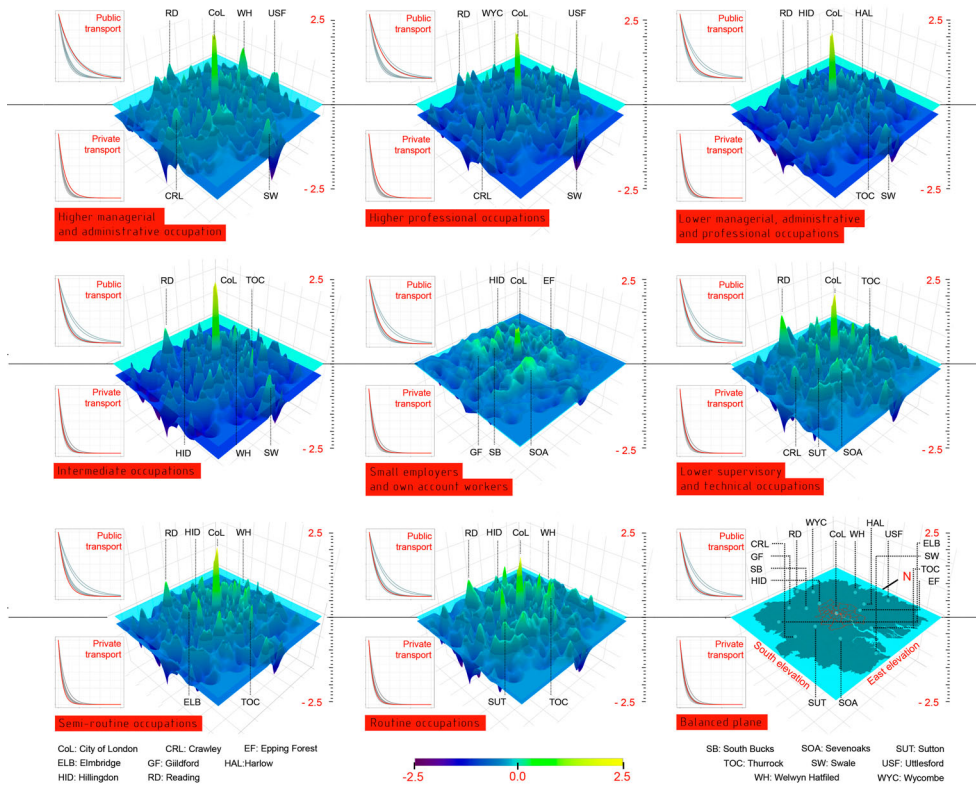 RD CoL WH USF
2.5
Public
transport
Private
transport
CRL SW
- 2.5
Higher managerial
and administrative occupation
RD WYC CoL USF
2.5
Public
transport
Private
transport
CRL SW
- 2.5
Higher professional occupations
RD HID CoL HAL
2.5
Public
transport
Private
transport
TOC SW
- 2.5
Lower managerial, administrative
and professional occupations
RD CoL TOC
2.5
Public
transport
Private
transport
HID WH SW
- 2.5
Intermediate occupations
HID CoL EF
2.5
Public
transport
Private
transport
GF SB SOA
- 2.5
Small employers
and own account workers
RD CoL TOC
2.5
Public
transport
Private
transport
CRL SUT SOA
- 2.5
Lower supervisory
and technical occupations
RD HID CoL WH
2.5
Public
transport
Private
transport
ELB TOC
- 2.5
Semi-routine occupations
RD HID CoL WH
2.5
Public
transport
Private
transport
SUT TOC
- 2.5
Routine occupations
WYC CoL HAL
RD WH USF
CRL ELB
GF SW
SB TOC
HID N EF
2.5
Public
transport
Private
transport
South elevation
East elevation
SUT SOA
- 2.5
Balanced plane
CoL: City of London CRL: Crawley EF: Epping Forest
ELB: Elmbridge GF: Giildford HAL:Harlow
HID: Hillingdon RD: Reading
-2.5 0.0 2.5
SB: South Bucks SOA: Sevenoaks SUT: Sutton
TOC: Thurrock SW: Swale USF: Uttlesford
WH: Welwyn Hatfiled WYC: Wycombe